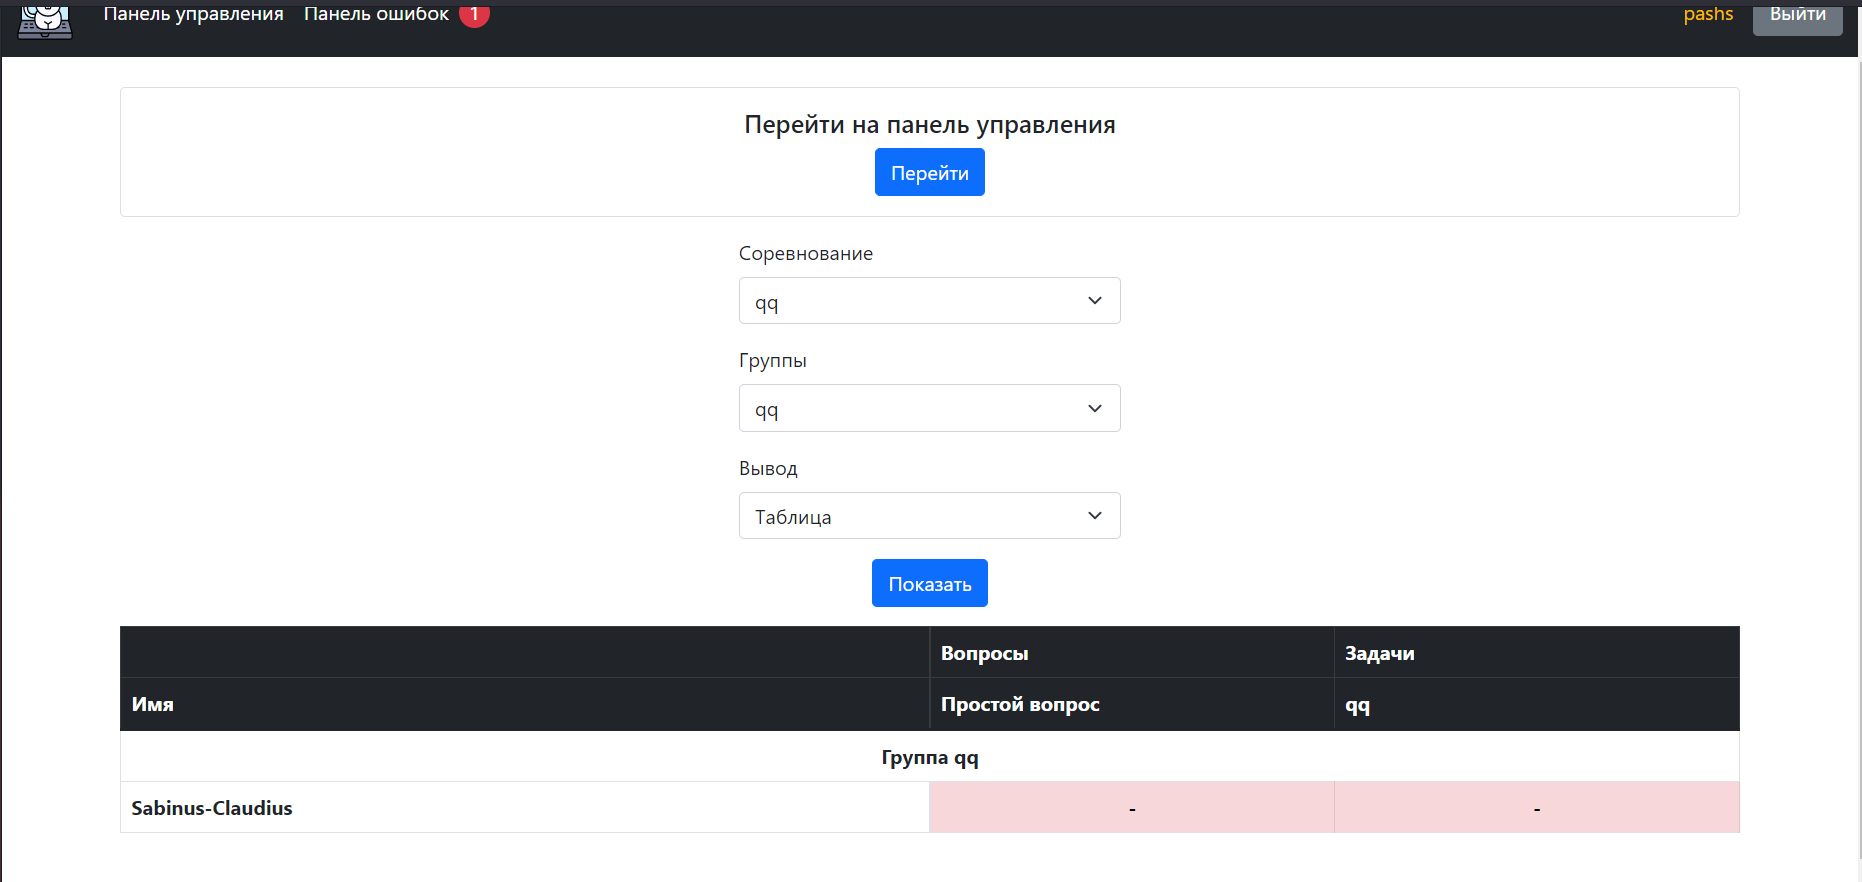 Панель управления Панель ошибок 1 pashs Выйти
Перейти на панель управления
Перейти
Соревнование
qq
Группы
qq
Вывод
Таблица
Показать
Вопросы Задачи
Имя Простой вопрос qq
Группа qq
Sabinus-Claudius - -